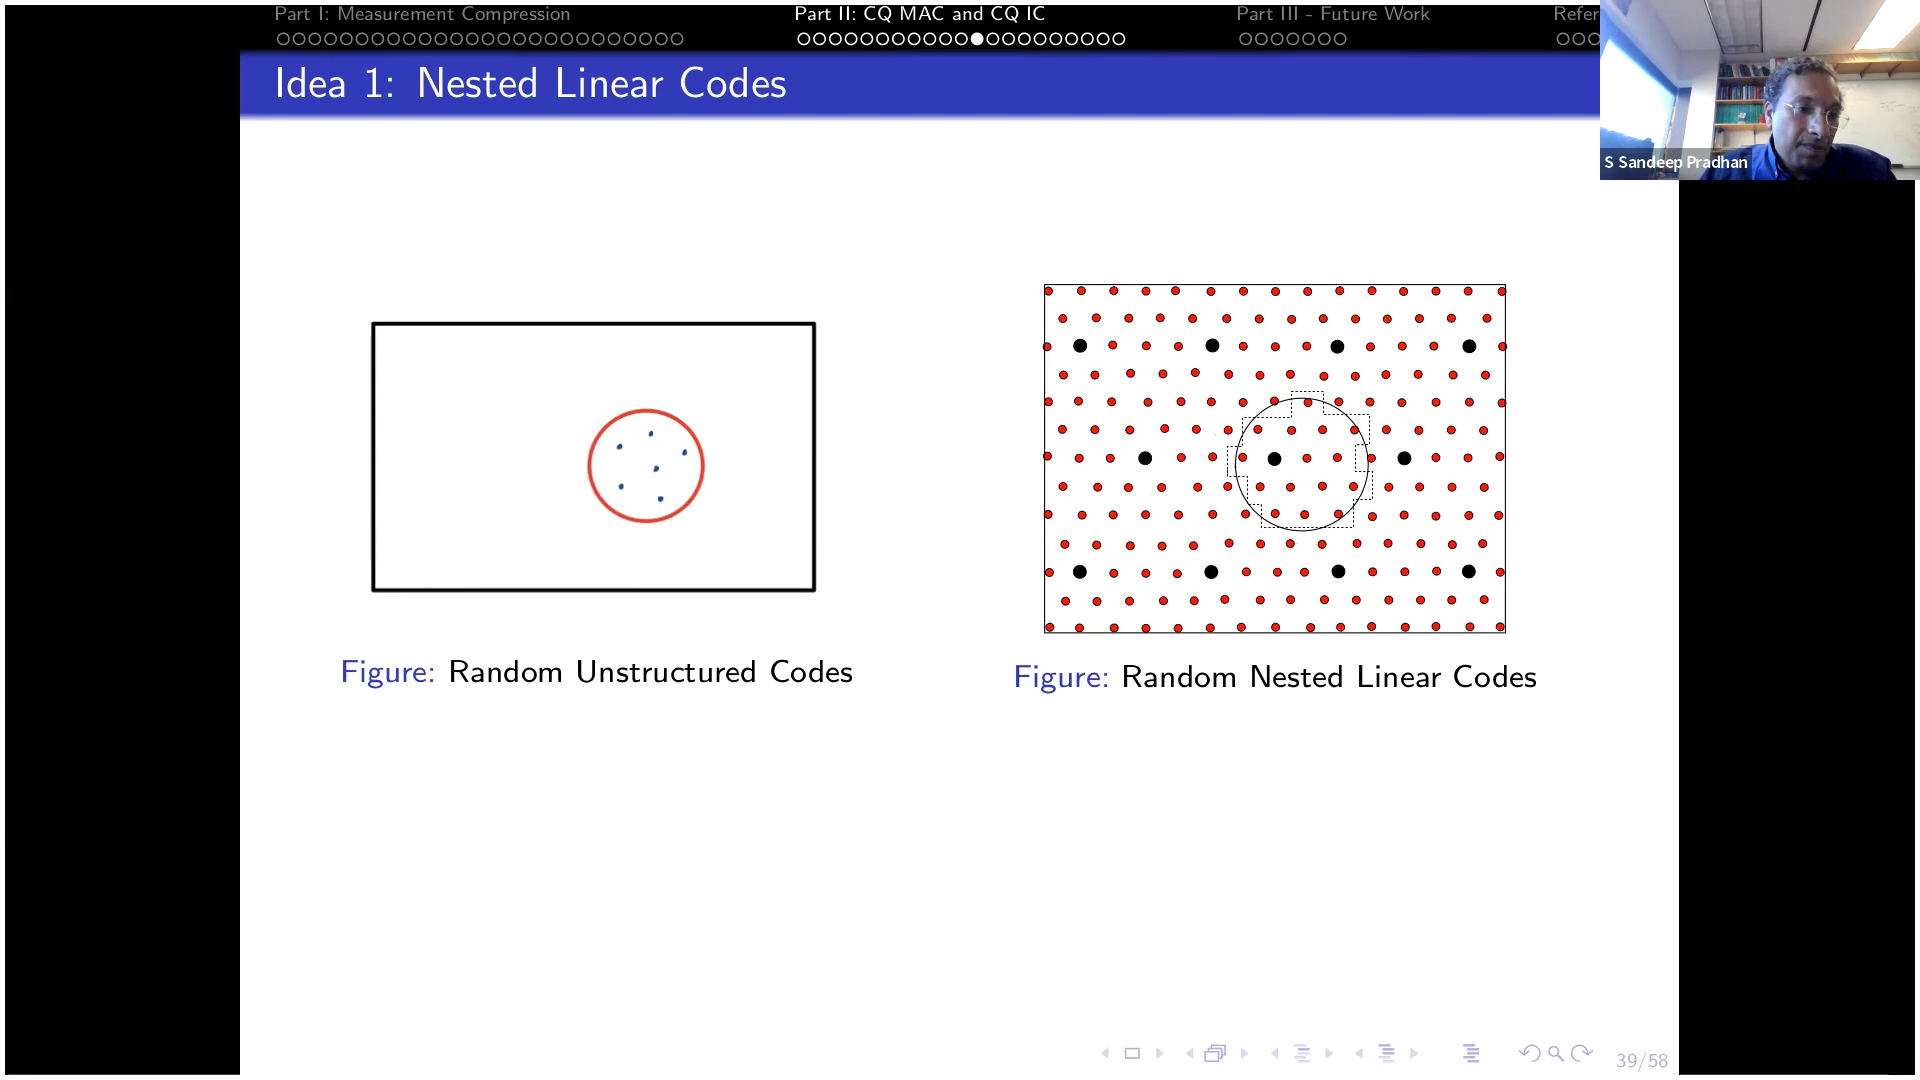 Part I: Measurement Compression
Part II: CQ MAC and CQ IC
Part III - Future Work
Refer
Idea 1: Nested Linear Codes
S Sandeep Pradhan
Figure: Random Unstructured Codes
Figure: Random Nested Linear Codes
39/58